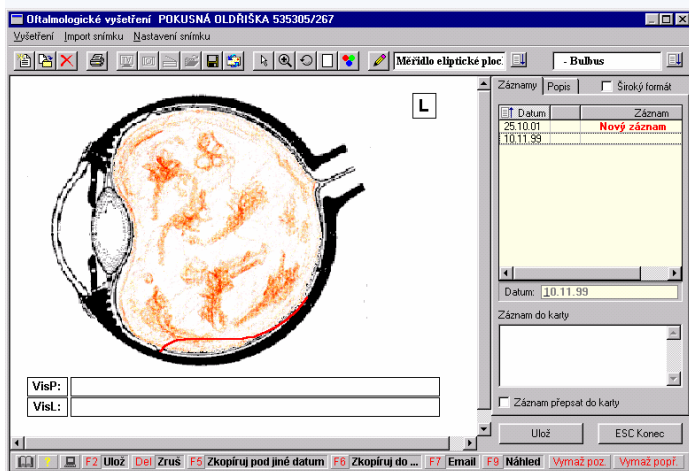 Oftalmologické vyšetření POKUSNÁ OLDŘIŠKA 535305/267
Vyšetření Import snímku Nastavení snímku
Měřidlo eliptické ploc. - Bulbus
L
Záznamy Popis Široký formát
Datum Záznam
25.10.01 Nový záznam
10.11.99
Datum: 10.11.99
Záznam do karty
VisP:
VisL:
Záznam přepsat do karty
Ulož ESC Konec
F2 Ulož Del Zruš F5 Zkopíruj pod jiné datum F6 Zkopíruj do ... F7 Email F9 Náhled Vymaž poz. Vymaž popř.